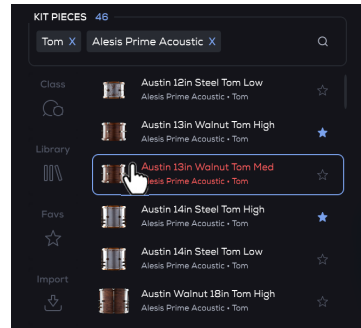 KIT PIECES 46
Tom X Alesis Prime Acoustic X
Class
Austin 12in Steel Tom Low
Alesis Prime Acoustic • Tom
Austin 13in Walnut Tom High
Alesis Prime Acoustic • Tom
Library
Austin 13in Walnut Tom Med
Alesis Prime Acoustic • Tom
Favs
Austin 14in Steel Tom High
Alesis Prime Acoustic • Tom
Austin 14in Steel Tom Low
Alesis Prime Acoustic • Tom
Import
Austin Walnut 18in Tom High
Alesis Prime Acoustic • Tom